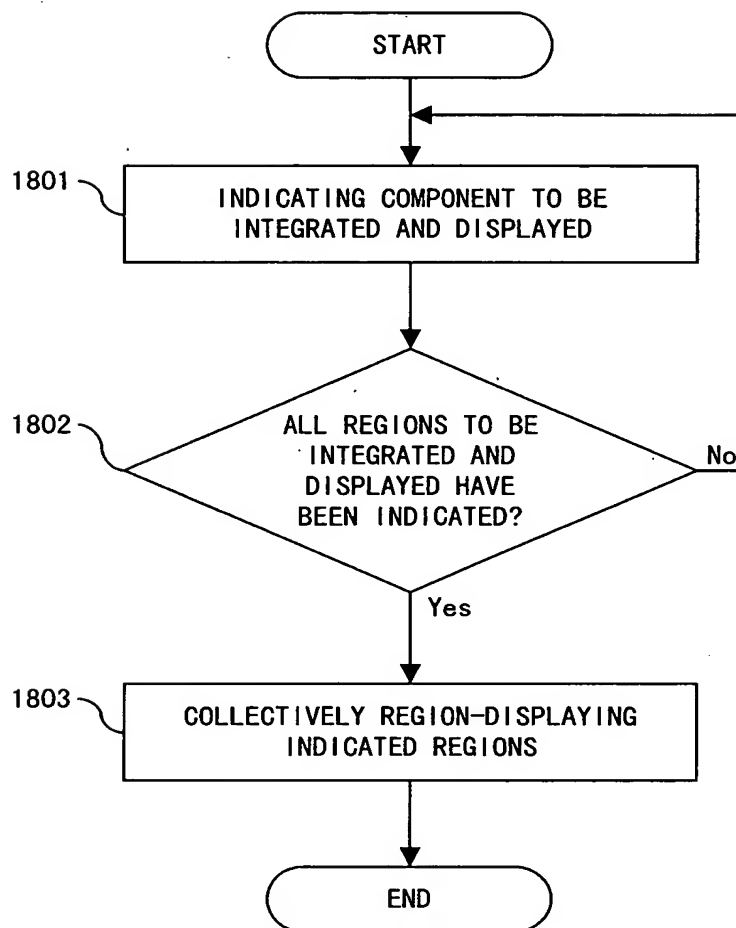 START
1801
INDICATING COMPONENT TO BE
INTEGRATED AND DISPLAYED
1802
ALL REGIONS TO BE
INTEGRATED AND
DISPLAYED HAVE
BEEN INDICATED?
No
Yes
1803
COLLECTIVELY REGION-DISPLAYING
INDICATED REGIONS
END